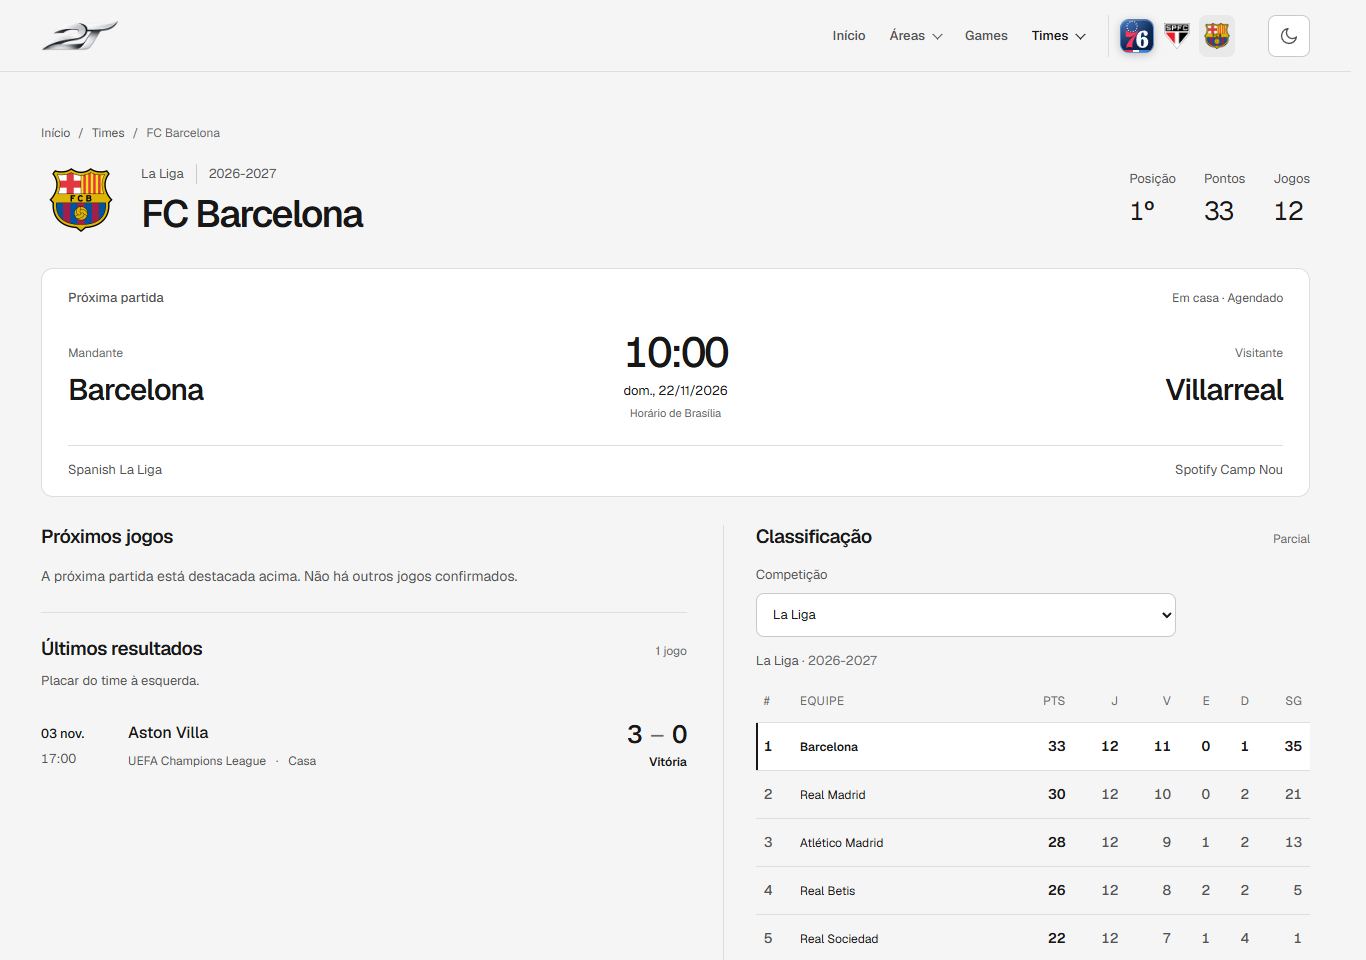 Início
Áreas
Games
Times
76
SPFC
Início / Times / FC Barcelona
FCB
La Liga
2026-2027
FC Barcelona
Posição
Pontos
Jogos
1º
33
12
Próxima partida
Em casa · Agendado
Mandante
Barcelona
10:00
dom., 22/11/2026
Horário de Brasília
Visitante
Villarreal
Spanish La Liga
Spotify Camp Nou
Próximos jogos
A próxima partida está destacada acima. Não há outros jogos confirmados.
Últimos resultados
1 jogo
Placar do time à esquerda.
03 nov.
17:00
Aston Villa
UEFA Champions League · Casa
3 – 0
Vitória
Classificação
Parcial
Competição
La Liga
La Liga · 2026-2027
# EQUIPE PTS J V E D SG
1 Barcelona 33 12 11 0 1 35
2 Real Madrid 30 12 10 0 2 21
3 Atlético Madrid 28 12 9 1 2 13
4 Real Betis 26 12 8 2 2 5
5 Real Sociedad 22 12 7 1 4 1